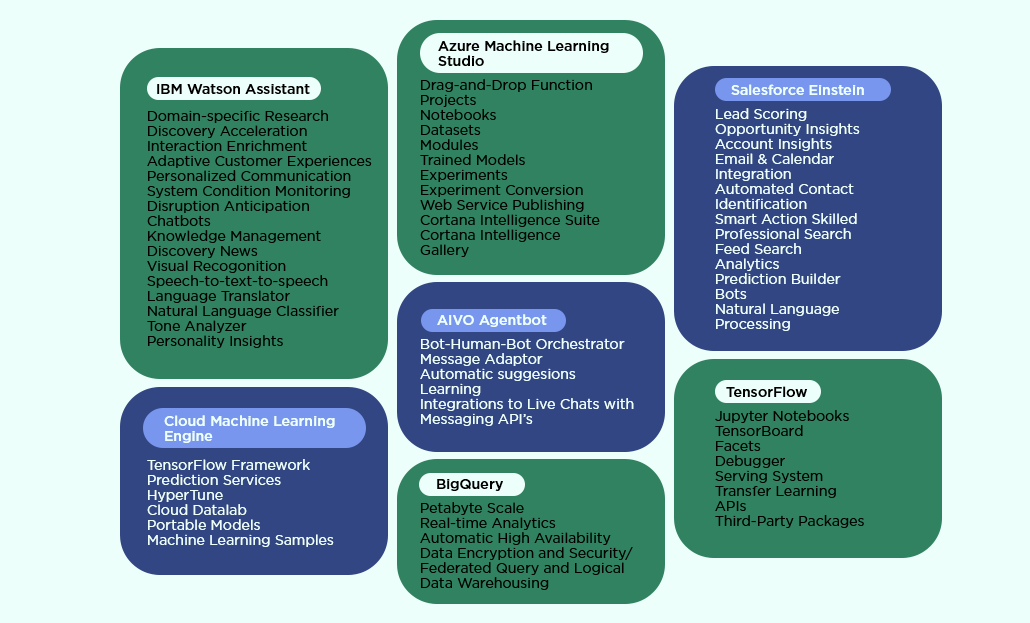 IBM Watson Assistant
Domain-specific Research
Discovery Acceleration
Interaction Enrichment
Adaptive Customer Experiences
Personalized Communication
System Condition Monitoring
Disruption Anticipation
Chatbots
Knowledge Management
Discovery News
Visual Recogonition
Speech-to-text-to-speech
Language Translator
Natural Language Classifier
Tone Analyzer
Personality Insights
Cloud Machine Learning
Engine
TensorFlow Framework
Prediction Services
HyperTune
Cloud Datalab
Portable Models
Machine Learning Samples
Azure Machine Learning
Studio
Drag-and-Drop Function
Projects
Notebooks
Datasets
Modules
Trained Models
Experiments
Experiment Conversion
Web Service Publishing
Cortana Intelligence Suite
Cortana Intelligence
Gallery
AIVO Agentbot
Bot-Human-Bot Orchestrator
Message Adaptor
Automatic suggesions
Learning
Integrations to Live Chats with
Messaging API’s
BigQuery
Petabyte Scale
Real-time Analytics
Automatic High Availability
Data Encryption and Security/
Federated Query and Logical
Data Warehousing
Salesforce Einstein
Lead Scoring
Opportunity Insights
Account Insights
Email & Calendar
Integration
Automated Contact
Identification
Smart Action Skilled
Professional Search
Feed Search
Analytics
Prediction Builder
Bots
Natural Language
Processing
TensorFlow
Jupyter Notebooks
TensorBoard
Facets
Debugger
Serving System
Transfer Learning
APIs
Third-Party Packages